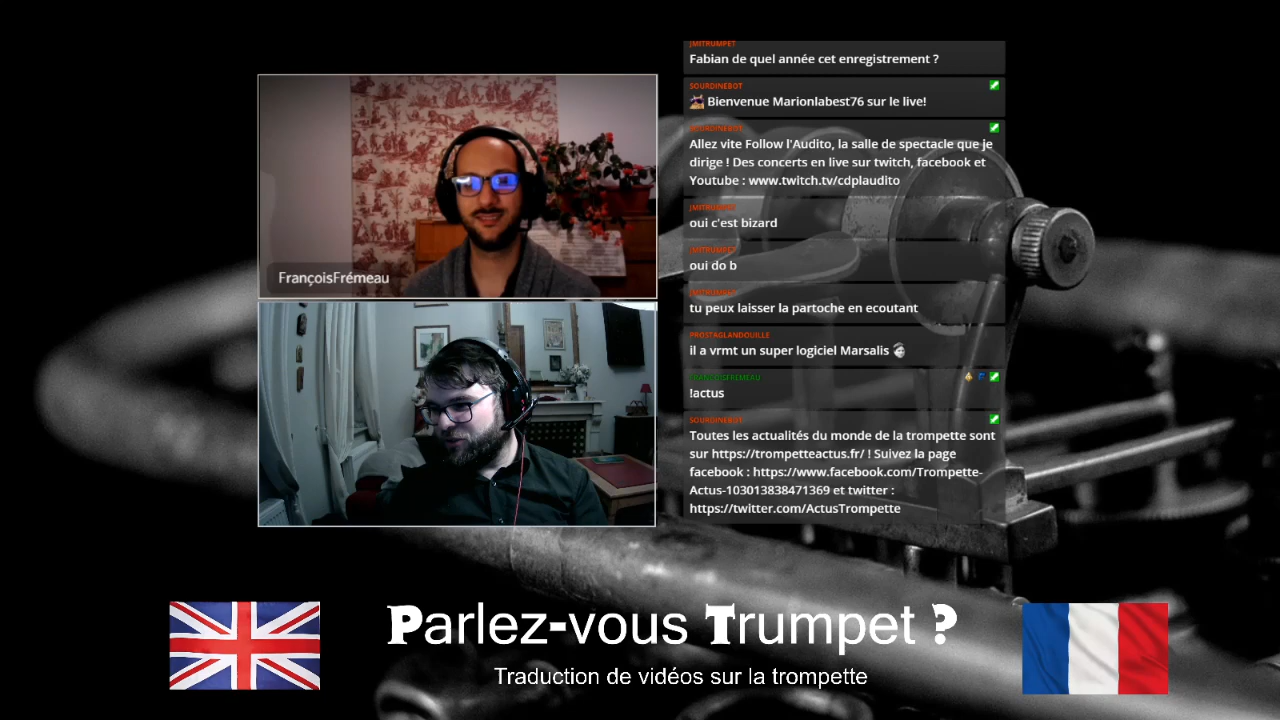 JMITRUMPET
Fabian de quel année cet enregistrement ?
SOURDINEBOT
Bienvenue Marionlabest76 sur le live!
SOURDINEBOT
Allez vite Follow l'Audito, la salle de spectacle que je
dirige ! Des concerts en live sur twitch, facebook et
Youtube : www.twitch.tv/cdplaudito
JMITRUMPET
oui c'est bizard
JMITRUMPET
oui do b
JMITRUMPET
tu peux laisser la partoche en ecoutant
PROSTAGLANDOUILLE
il a vrmt un super logiciel Marsalis
FRANCOISFREMEAU
!actus
SOURDINEBOT
Toutes les actualités du monde de la trompette sont
sur https://trompetteactus.fr/ ! Suivez la page
facebook : https://www.facebook.com/Trompette-
Actus-103013838471369 et twitter :
https://twitter.com/ActusTrompette
FrançoisFrémeau
Parlez-vous Trumpet ?
Traduction de vidéos sur la trompette